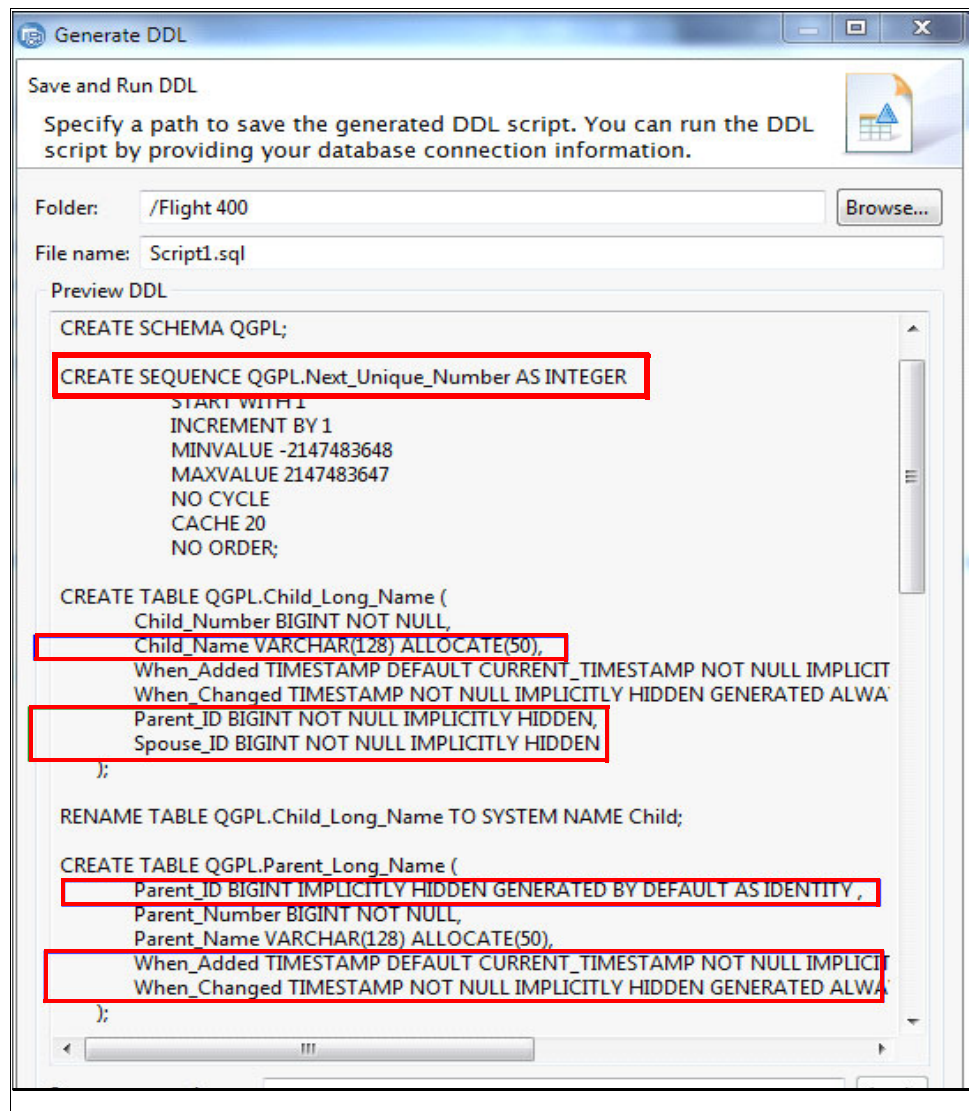 Generate DDL
Save and Run DDL
Specify a path to save the generated DDL script. You can run the DDL
script by providing your database connection information.
Folder: /Flight 400 Browse...
File name: Script1.sql
Preview DDL
CREATE SCHEMA QGPL;
CREATE SEQUENCE QGPL.Next_Unique_Number AS INTEGER
START WITH 1
INCREMENT BY 1
MINVALUE -2147483648
MAXVALUE 2147483647
NO CYCLE
CACHE 20
NO ORDER;
CREATE TABLE QGPL.Child_Long_Name (
Child_Number BIGINT NOT NULL,
Child_Name VARCHAR(128) ALLOCATE(50),
When_Added TIMESTAMP DEFAULT CURRENT_TIMESTAMP NOT NULL IMPLICIT
When_Changed TIMESTAMP NOT NULL IMPLICITLY HIDDEN GENERATED ALWA
Parent_ID BIGINT NOT NULL IMPLICITLY HIDDEN,
Spouse_ID BIGINT NOT NULL IMPLICITLY HIDDEN
);
RENAME TABLE QGPL.Child_Long_Name TO SYSTEM NAME Child;
CREATE TABLE QGPL.Parent_Long_Name (
Parent_ID BIGINT IMPLICITLY HIDDEN GENERATED BY DEFAULT AS IDENTITY ,
Parent_Number BIGINT NOT NULL,
Parent_Name VARCHAR(128) ALLOCATE(50),
When_Added TIMESTAMP DEFAULT CURRENT_TIMESTAMP NOT NULL IMPLICIT
When_Changed TIMESTAMP NOT NULL IMPLICITLY HIDDEN GENERATED ALWA
);